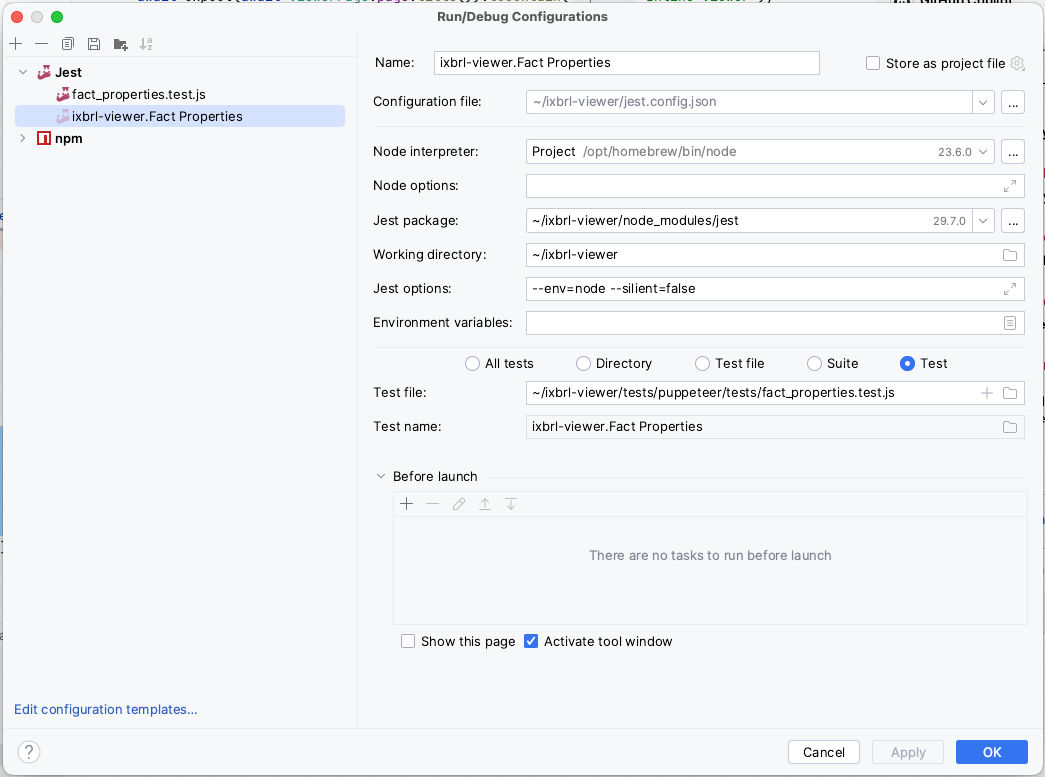 Run/Debug Configurations
Jest
fact_properties.test.js
ixbrl-viewer.Fact Properties
npm
Edit configuration templates...
Name: ixbrl-viewer.Fact Properties Store as project file
Configuration file: ~/ixbrl-viewer/jest.config.json ...
Node interpreter: Project /opt/homebrew/bin/node 23.6.0 ...
Node options:
Jest package: ~/ixbrl-viewer/node_modules/jest 29.7.0 ...
Working directory: ~/ixbrl-viewer
Jest options: --env=node --silient=false
Environment variables:
All tests Directory Test file Suite Test
Test file: ~/ixbrl-viewer/tests/puppeteer/tests/fact_properties.test.js
Test name: ixbrl-viewer.Fact Properties
Before launch
There are no tasks to run before launch
Show this page Activate tool window
? Cancel Apply OK